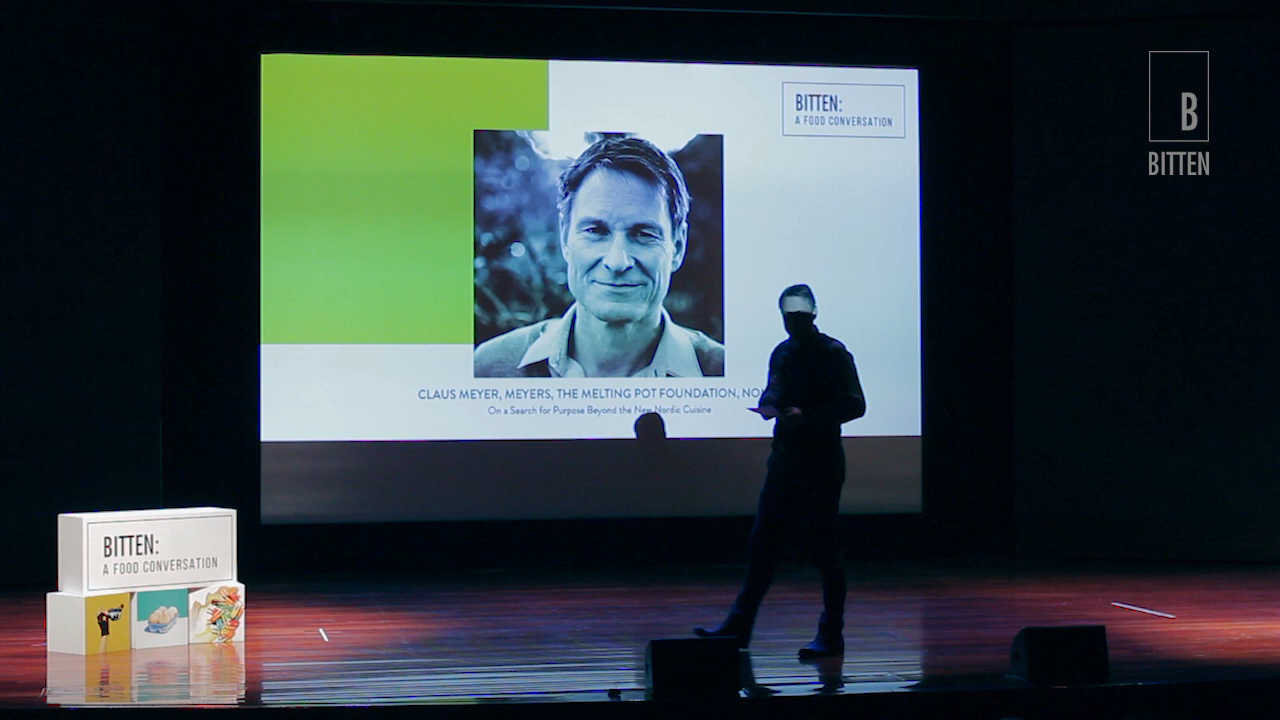 BITTEN:
A FOOD CONVERSATION
B
BITTEN
CLAUS MEYER, MEYERS, THE MELTING POT FOUNDATION,
On a Search for Purpose Beyond the New Nordic Cuisine
BITTEN:
A FOOD CONVERSATION